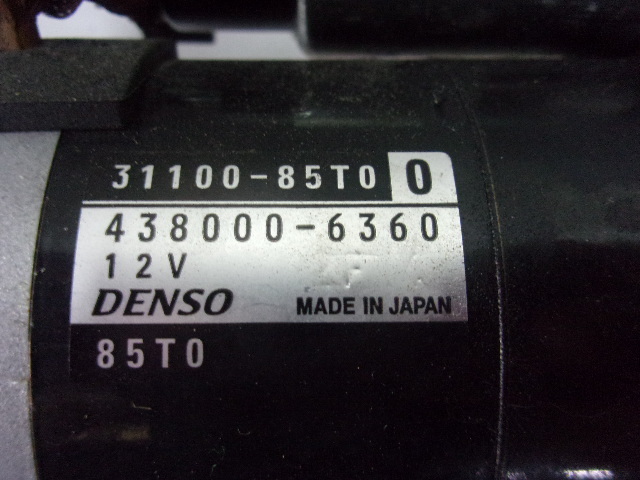 31100-85T0 0
438000-6360
12V
DENSO MADE IN JAPAN
85T0